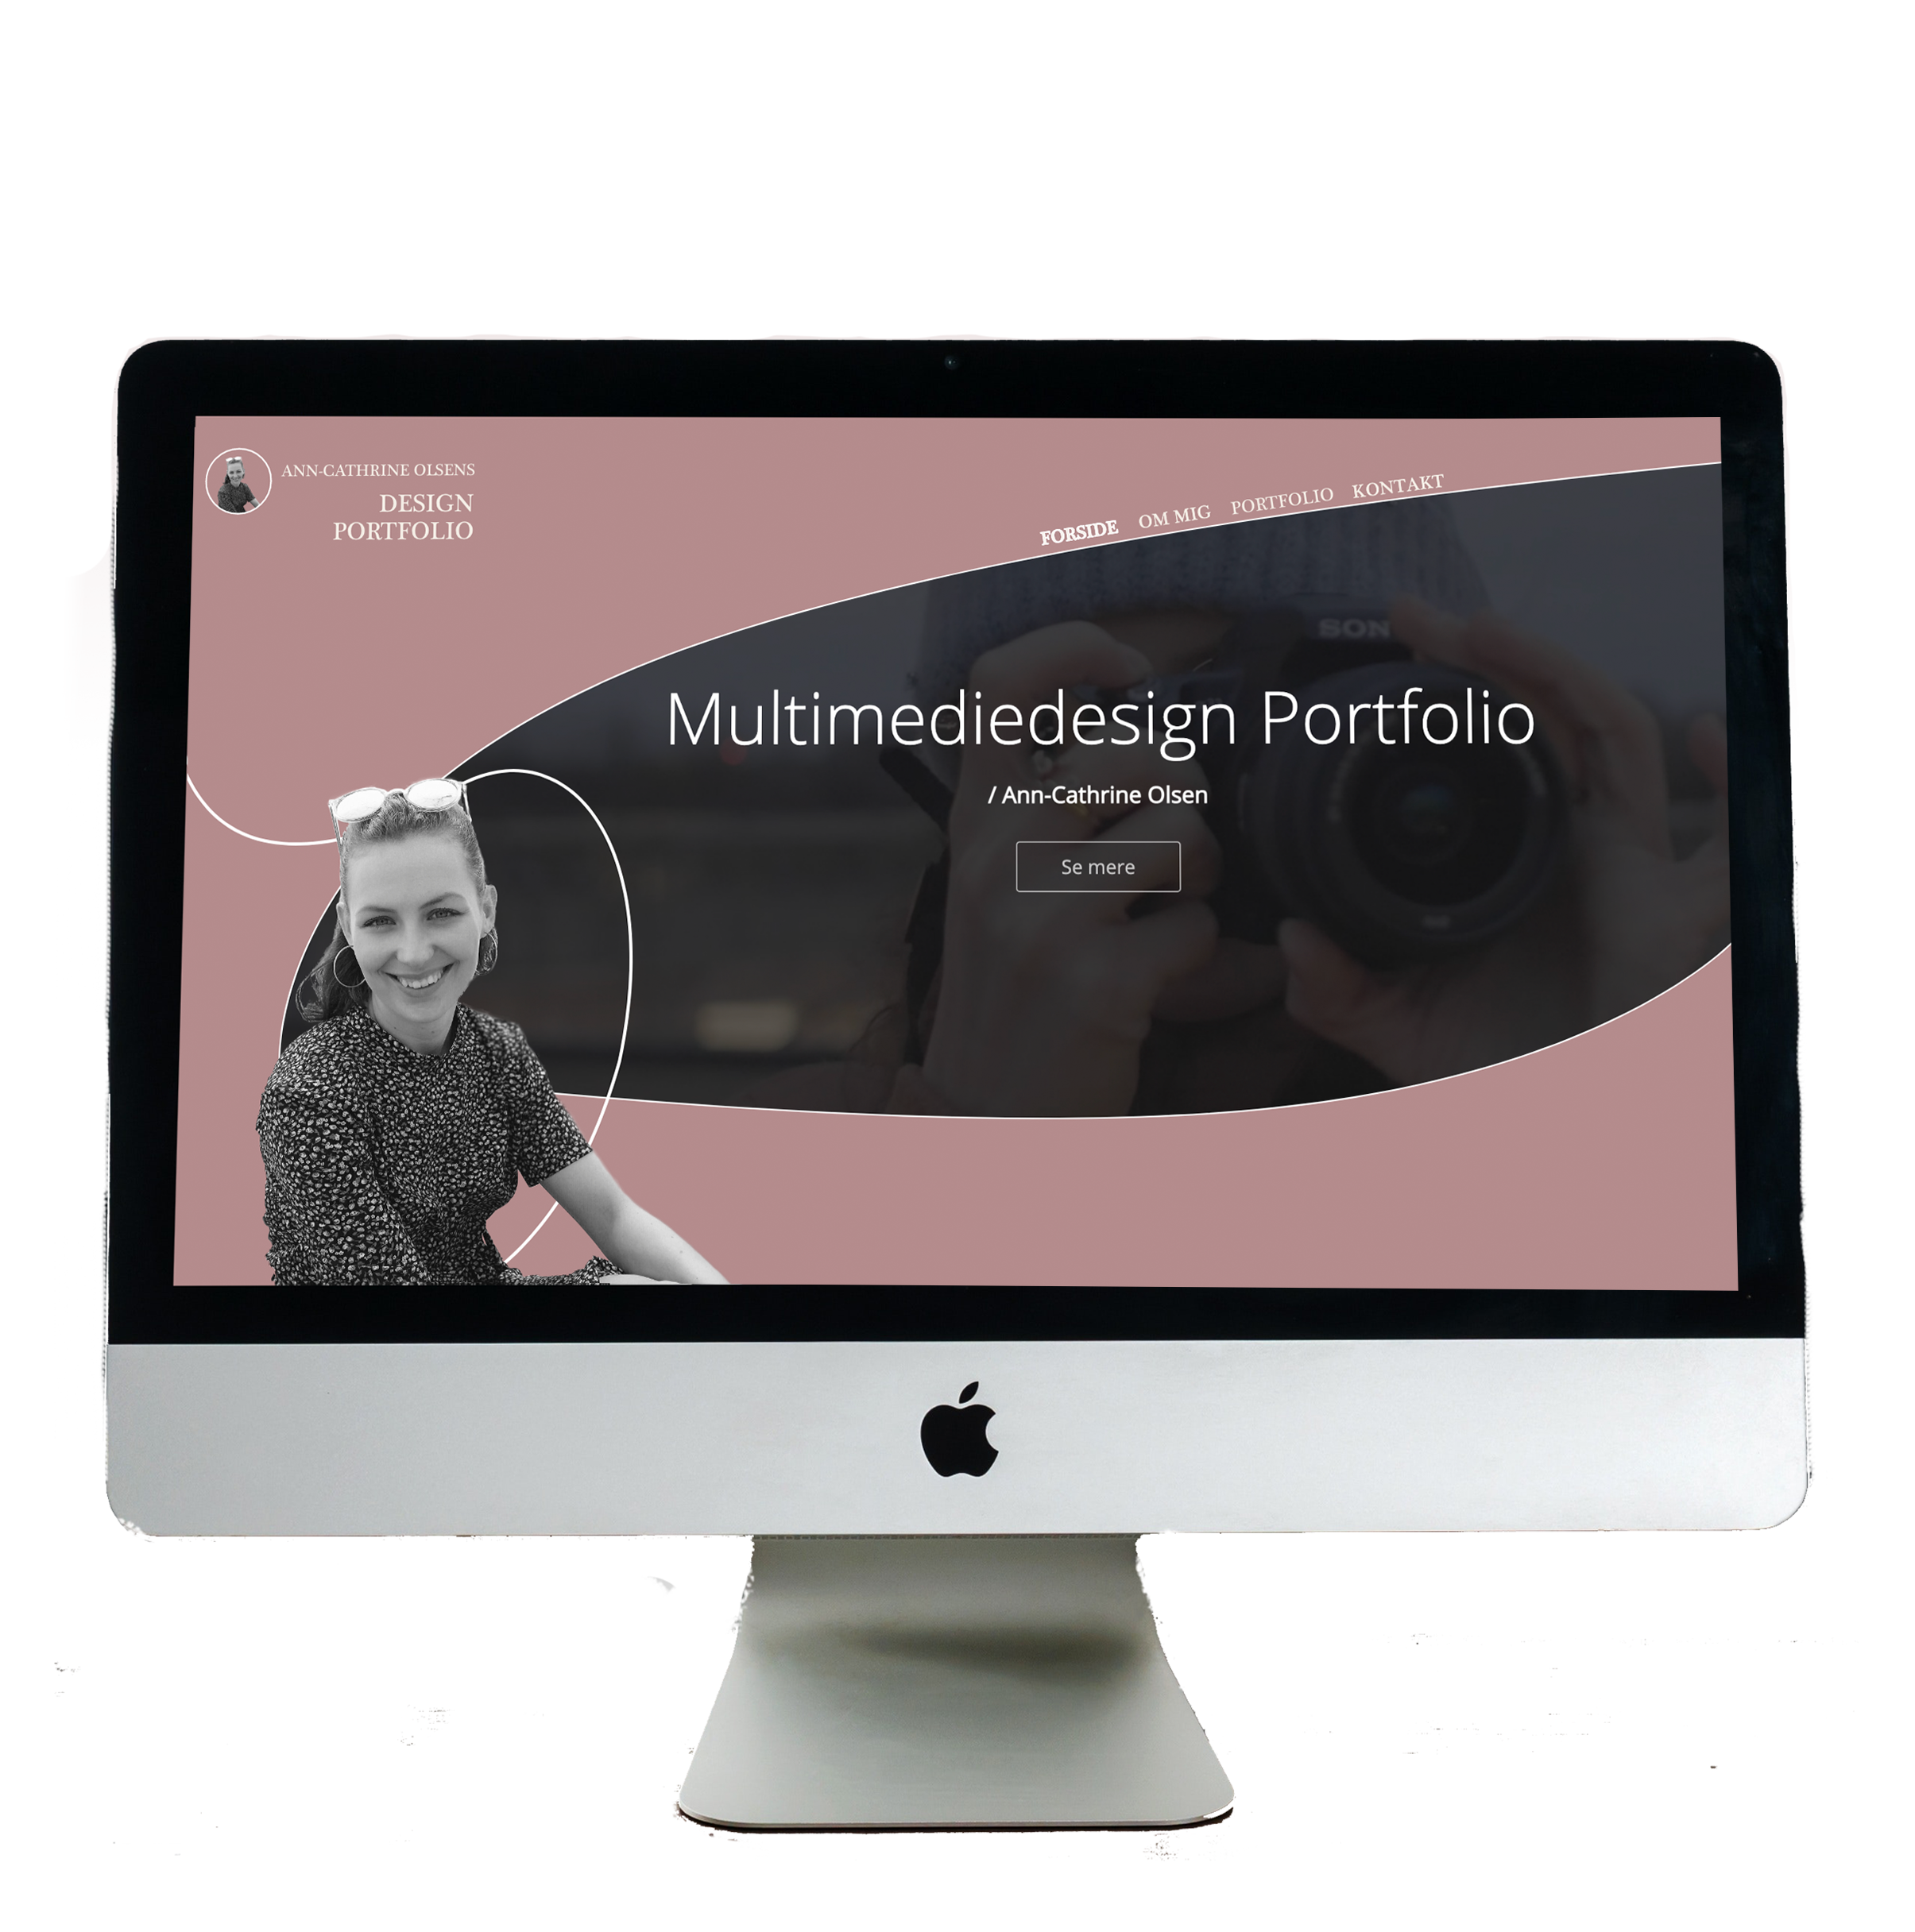 ANN-CATHRINE OLSENS
DESIGN
PORTFOLIO
FORSIDE OM MIG PORTFOLIO KONTAKT
SON
Multimediedesign Portfolio
/ Ann-Cathrine Olsen
Se mere